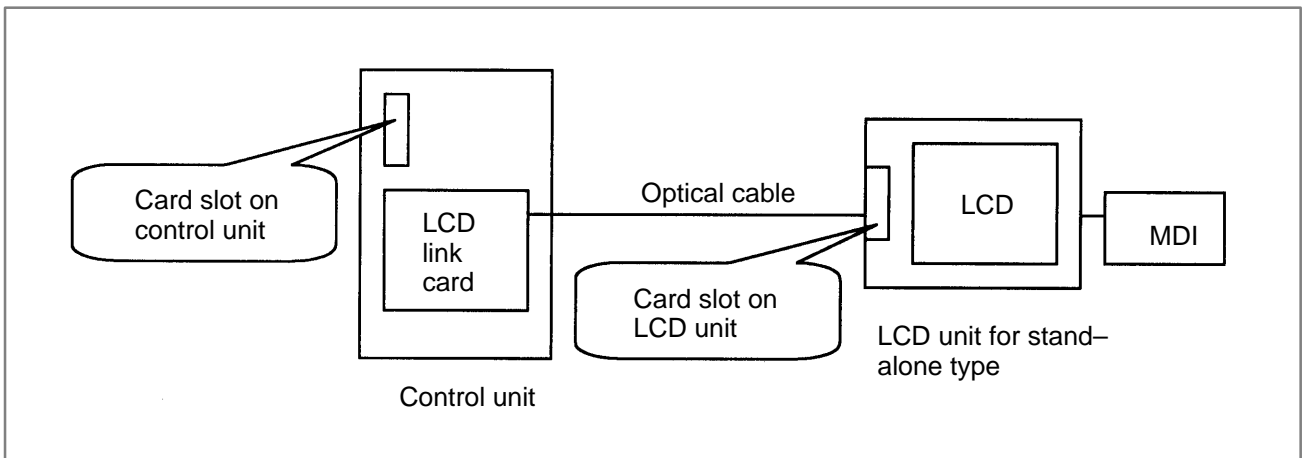 Card slot on
control unit
LCD
link
card
Optical cable
Card slot on
LCD unit
LCD
MDI
LCD unit for stand–
alone type
Control unit